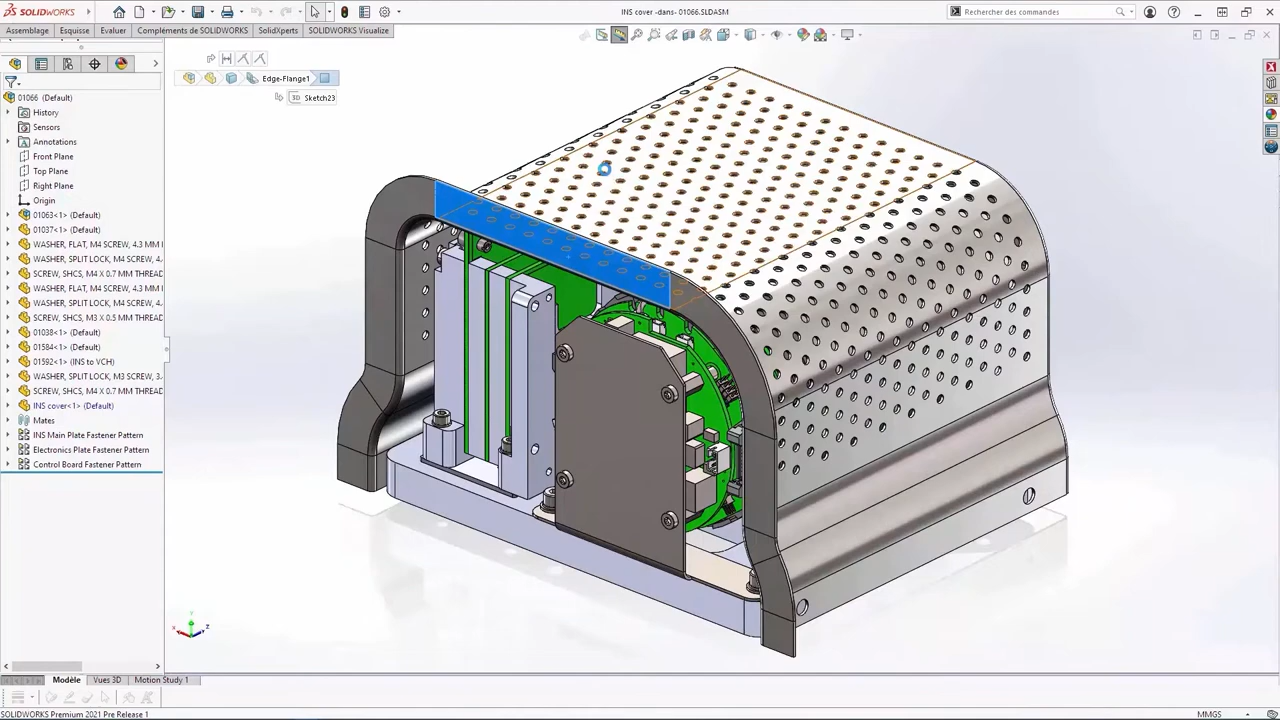 SOLIDWORKS
INS cover -dans- 01066.SLDASM
Rechercher des commandes
Assemblage
Esquisse
Evaluer
Compléments de SOLIDWORKS
SolidXperts
SOLIDWORKS Visualize
Edge-Flange1
Sketch23
01066 (Default)
History
Sensors
Annotations
Front Plane
Top Plane
Right Plane
Origin
01063<1> (Default)
01037<1> (Default)
WASHER, FLAT, M4 SCREW, 4.3 MM I
WASHER, SPLIT LOCK, M4 SCREW, 4.
SCREW, SHCS, M4 X 0.7 MM THREAD
WASHER, FLAT, M4 SCREW, 4.3 MM I
WASHER, SPLIT LOCK, M4 SCREW, 4.
SCREW, SHCS, M3 X 0.5 MM THREAD
01038<1> (Default)
01584<1> (Default)
01592<1> (INS to VCH)
WASHER, SPLIT LOCK, M3 SCREW, 3.
SCREW, SHCS, M4 X 0.7 MM THREAD
INS cover<1> (Default)
Mates
INS Main Plate Fastener Pattern
Electronics Plate Fastener Pattern
Control Board Fastener Pattern
Modèle
Vues 3D
Motion Study 1
SOLIDWORKS Premium 2021 Pre Release 1
MMGS